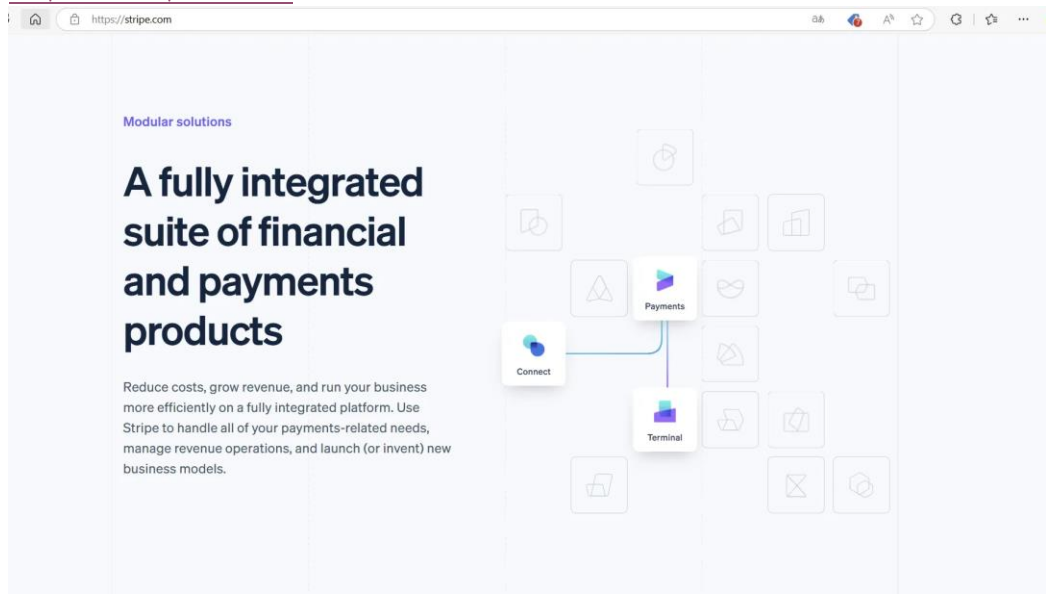 https://stripe.com
Modular solutions
A fully integrated
suite of financial
and payments
products
Reduce costs, grow revenue, and run your business
more efficiently on a fully integrated platform. Use
Stripe to handle all of your payments-related needs,
manage revenue operations, and launch (or invent) new
business models.
Payments
Connect
Terminal